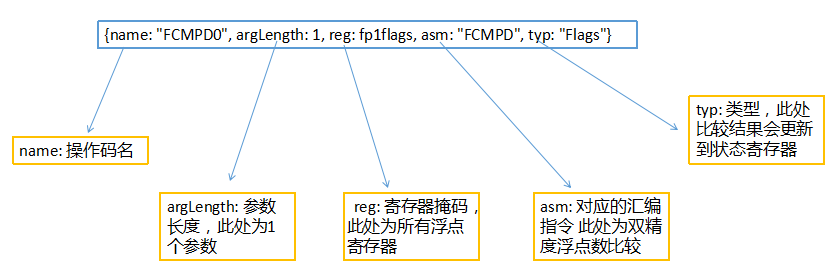 {name: "FCMPD0", argLength: 1, reg: fp1flags, asm: "FCMPD", typ: "Flags"}
name: 操作码名
argLength: 参数
长度，此处为1
个参数
reg: 寄存器掩码，
此处为所有浮点
寄存器
asm: 对应的汇编
指令 此处为双精
度浮点数比较
typ: 类型，此处
比较结果会更新
到状态寄存器